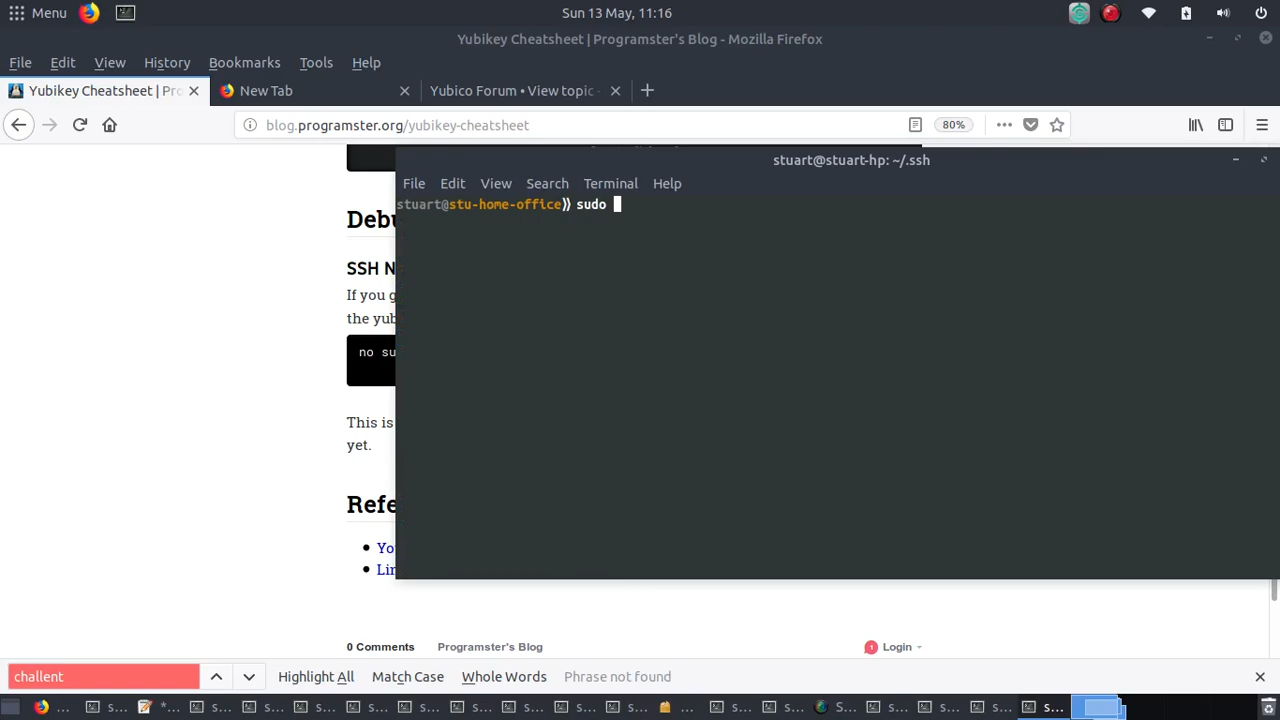 Menu
Sun 13 May, 11:16
Yubikey Cheatsheet | Programster's Blog - Mozilla Firefox
File Edit View History Bookmarks Tools Help
Yubikey Cheatsheet | Pro
New Tab
Yubico Forum • View topic -
blog.programster.org/yubikey-cheatsheet
80%
stuart@stuart-hp: ~/.ssh
File Edit View Search Terminal Help
stuart@stu-home-office⟫ sudo
Debu
SSH N
If you g
the yub
no su
This is
yet.
Refe
Yo
Lin
0 Comments Programster's Blog
1 Login
challent
Highlight All Match Case Whole Words Phrase not found
... s... *... s... s... s... s... s... s... s... s... s... ... s... s... S... s... s... s... s...